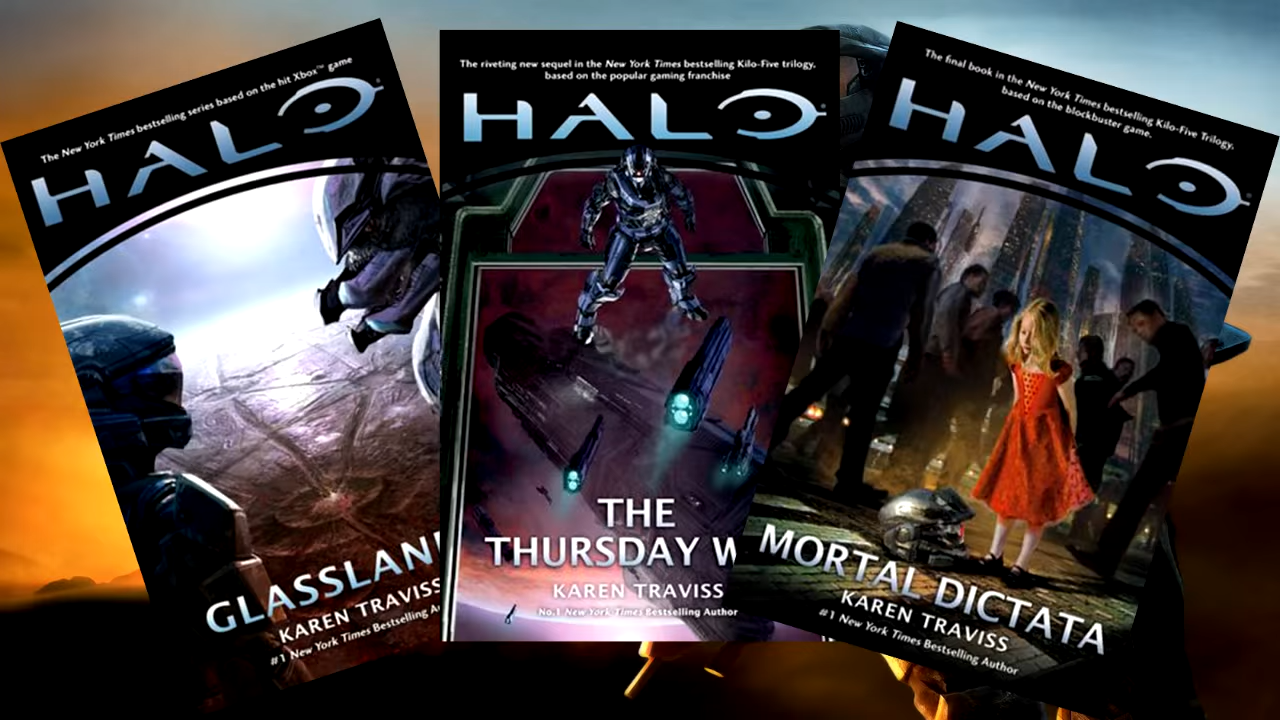 The New York Times bestselling series based on the hit Xbox™ game
HALO
GLASSLAN
KAREN TRAVISS
#1 New York Times Bestselling Au
The riveting new sequel in the New York Times bestselling Kilo-Five trilogy,
based on the popular gaming franchise
HALO
THE
THURSDAY W
KAREN TRAVISS
No.1 New York Times Bestselling Author
The final book in the New York Times bestselling Kilo-Five Trilogy,
based on the blockbuster game.
HALO
MORTAL DICTATA
KAREN TRAVISS
#1 New York Times Bestselling Author